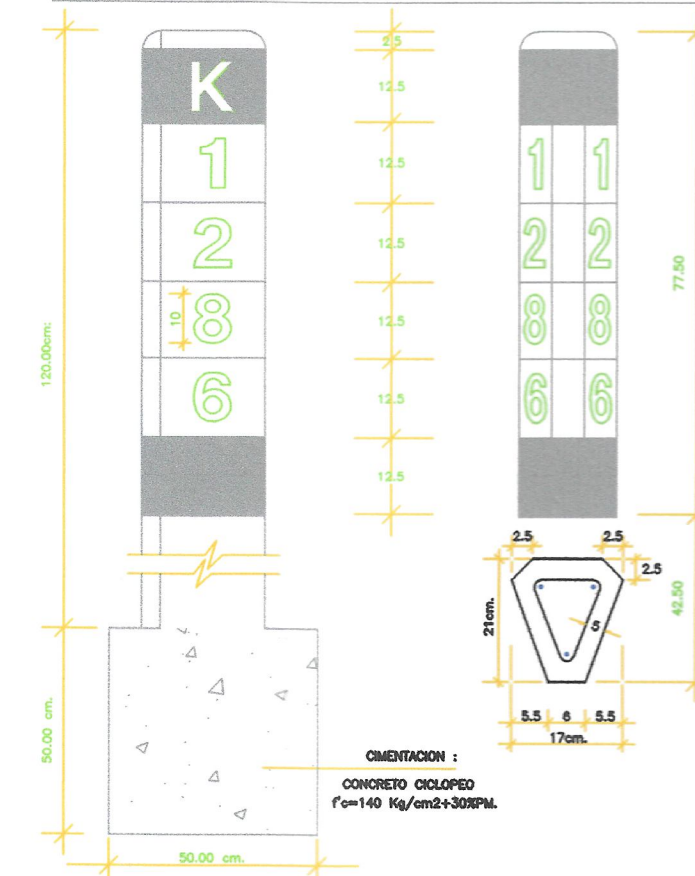 K
1
2
8
6
10
120.00cm:
50.00 cm.
50.00 cm.
2.5
12.5
12.5
12.5
12.5
12.5
12.5
1 1
2 2
8 8
6 6
77.50
42.50
2.5
2.5
2.5
21cm.
5
5.5 6 5.5
17cm.
CIMENTACION :
CONCRETO CICLOPEO
f'c=140 Kg/cm2+30%PM.